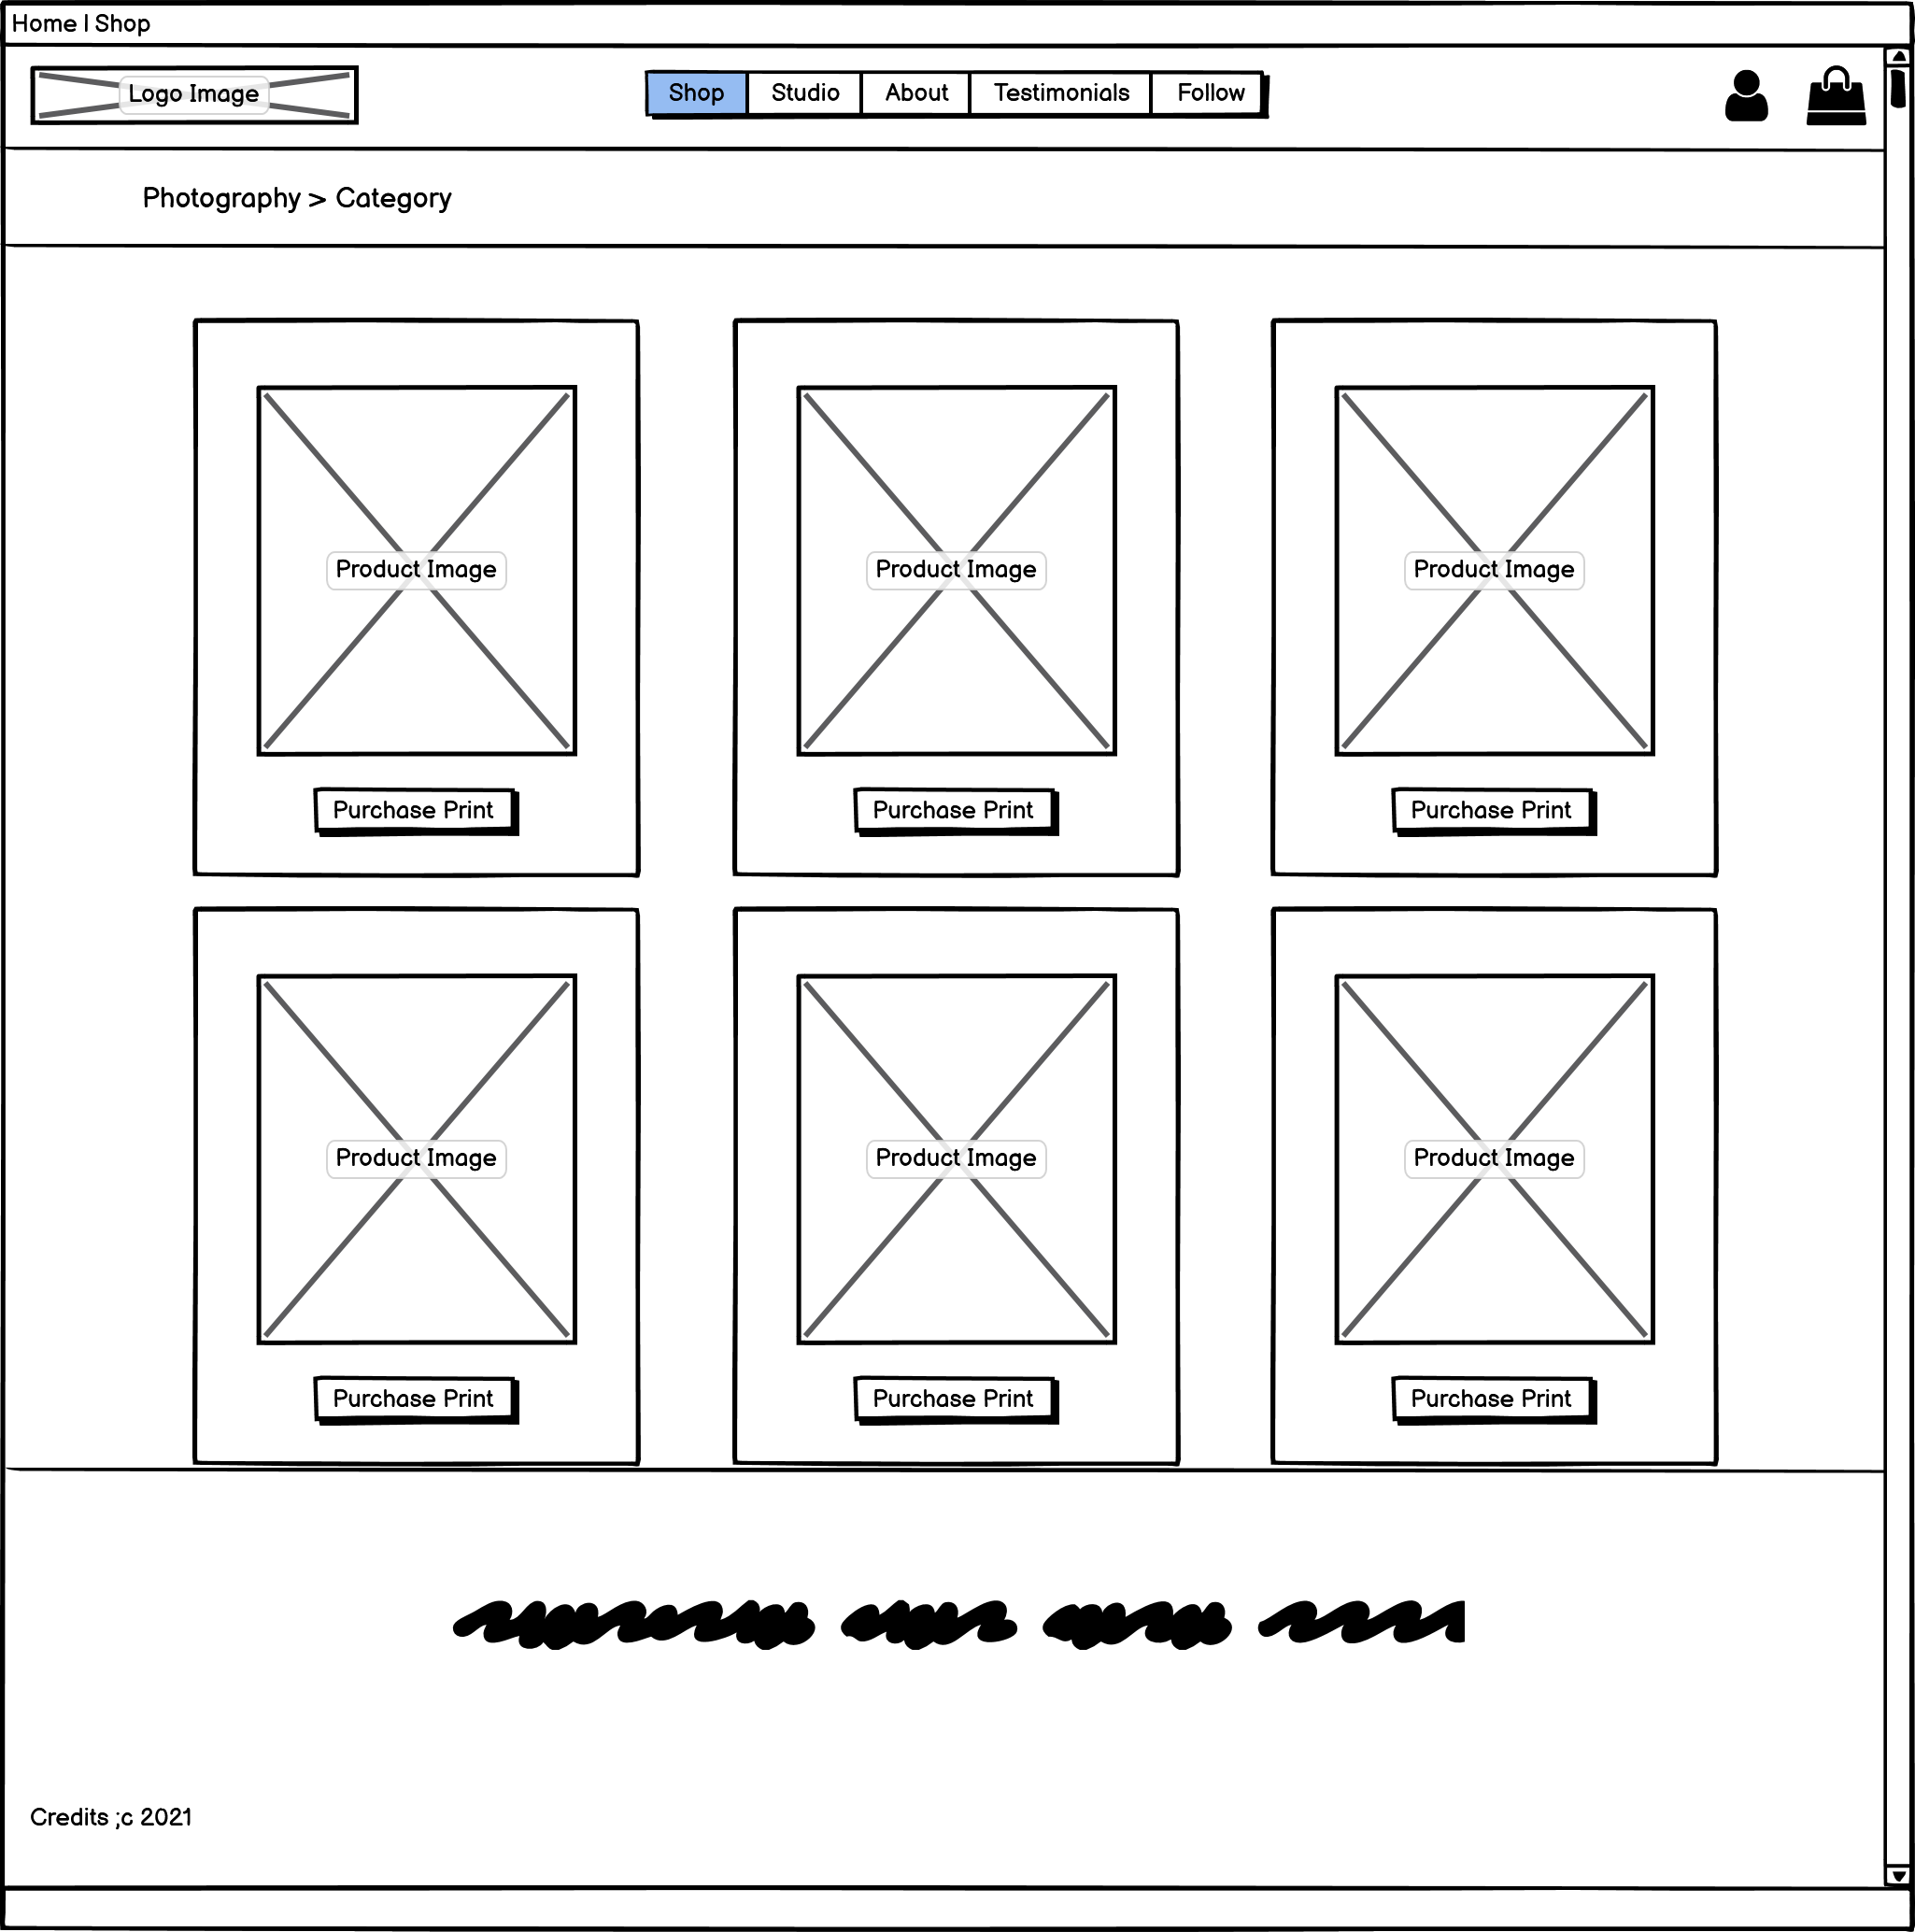 Home | Shop
Logo Image
Shop Studio About Testimonials Follow
Photography > Category
Product Image Product Image Product Image
Purchase Print Purchase Print Purchase Print
Product Image Product Image Product Image
Purchase Print Purchase Print Purchase Print
Credits ;c 2021